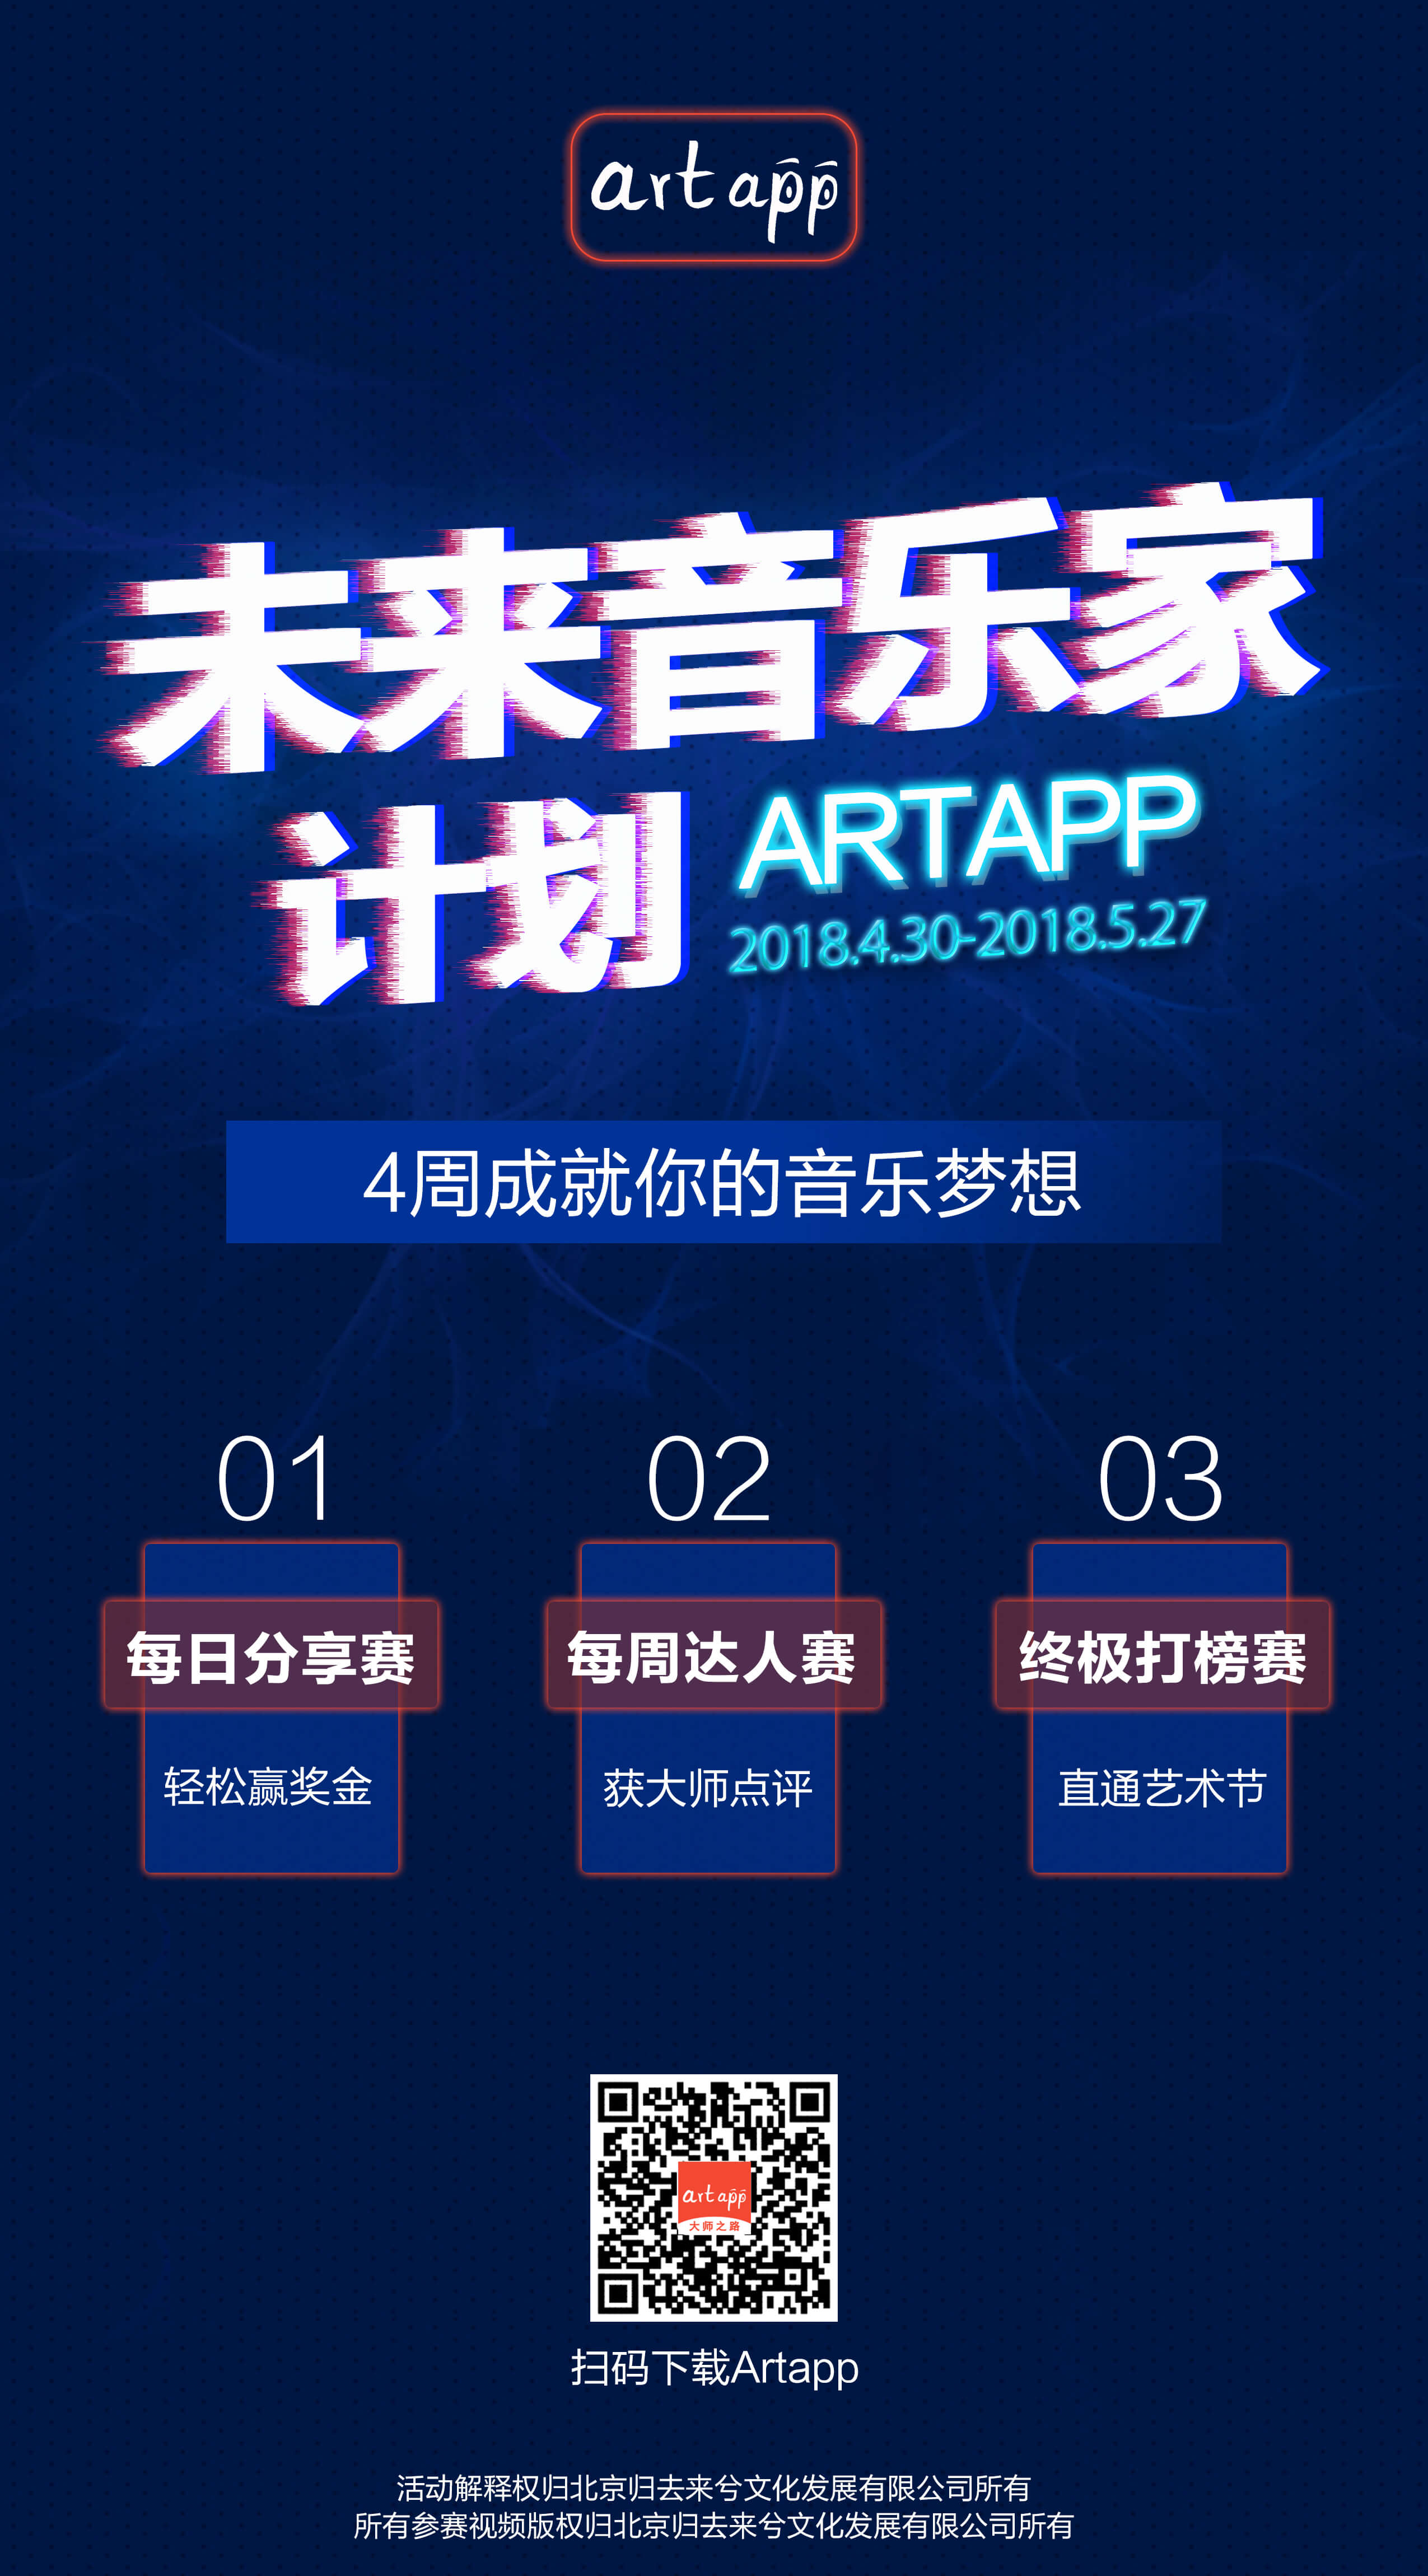 art app
未来音乐家
计划
ARTAPP
2018.4.30-2018.5.27
4周成就你的音乐梦想
01
每日分享赛
轻松赢奖金
02
每周达人赛
获大师点评
03
终极打榜赛
直通艺术节
art app
大师之路
扫码下载Artapp
活动解释权归北京归去来兮文化发展有限公司所有
所有参赛视频版权归北京归去来兮文化发展有限公司所有